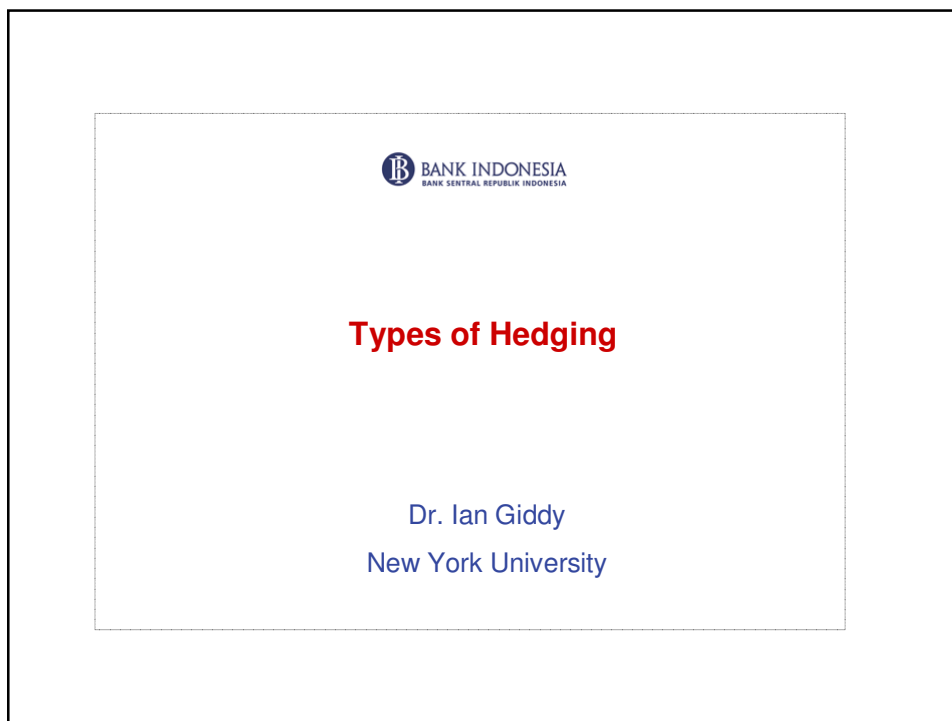 BANK INDONESIA
BANK SENTRAL REPUBLIK INDONESIA
Types of Hedging
Dr. Ian Giddy
New York University